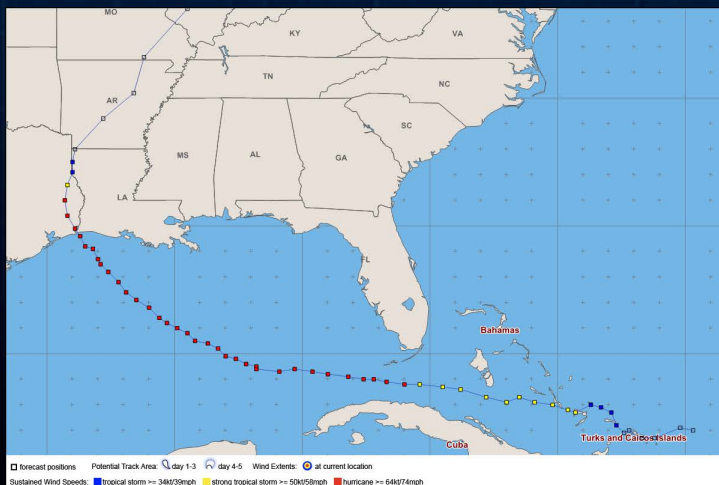 MO
KY
VA
TN
NC
AR
SC
MS
AL
GA
LA
FL
Bahamas
Cuba
Turks and Caicos Islands
forecast positions Potential Track Area: day 1-3 day 4-5 Wind Extents: at current location
Sustained Wind Speeds: tropical storm >= 34kt/39mph strong tropical storm >= 50kt/58mph hurricane >= 64kt/74mph